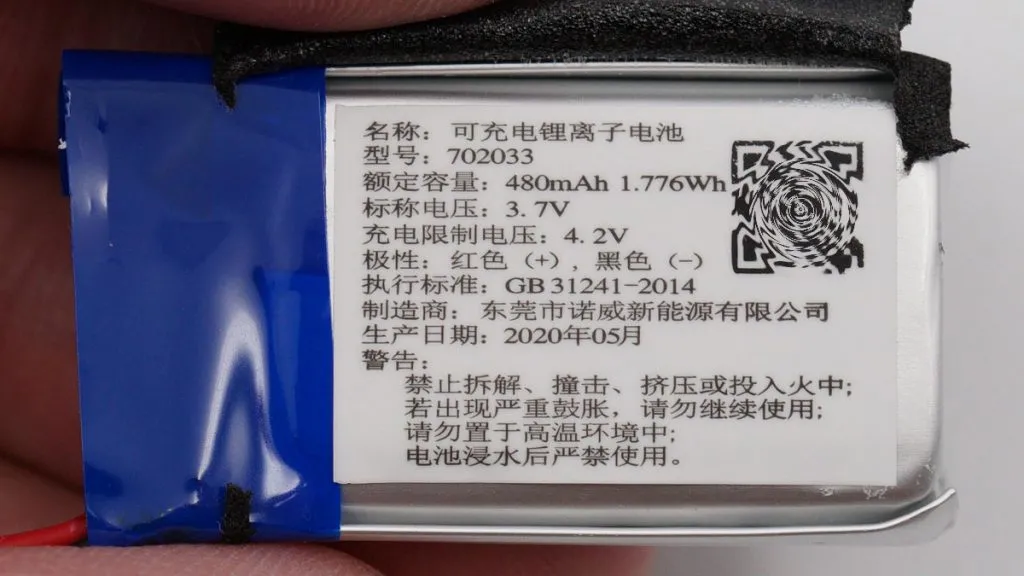 名称：可充电锂离子电池
型号：702033
额定容量：480mAh 1.776Wh
标称电压：3.7V
充电限制电压：4.2V
极性：红色（+），黑色（-）
执行标准：GB 31241-2014
制造商：东莞市诺威新能源有限公司
生产日期：2020年05月
警告：
禁止拆解、撞击、挤压或投入火中；
若出现严重鼓胀，请勿继续使用；
请勿置于高温环境中；
电池浸水后严禁使用。